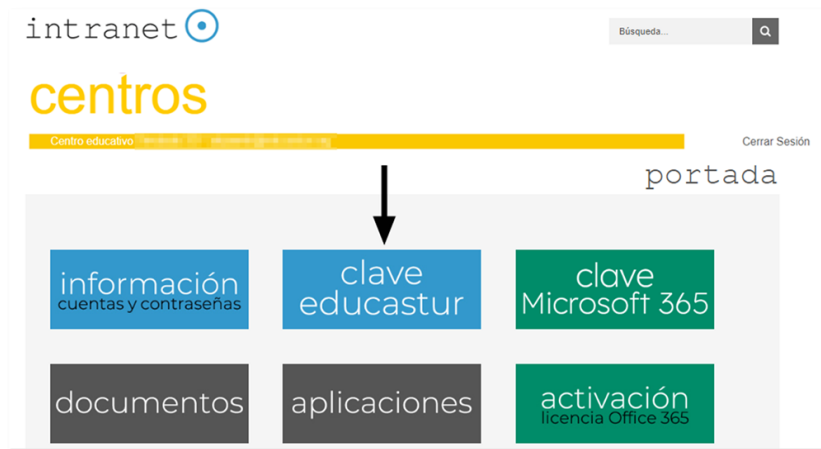 intranet
Búsqueda...
centros
Centro educativo
Cerrar Sesión
portada
información
cuentas y contraseñas
clave
educastur
clave
Microsoft 365
documentos
aplicaciones
activación
licencia Office 365